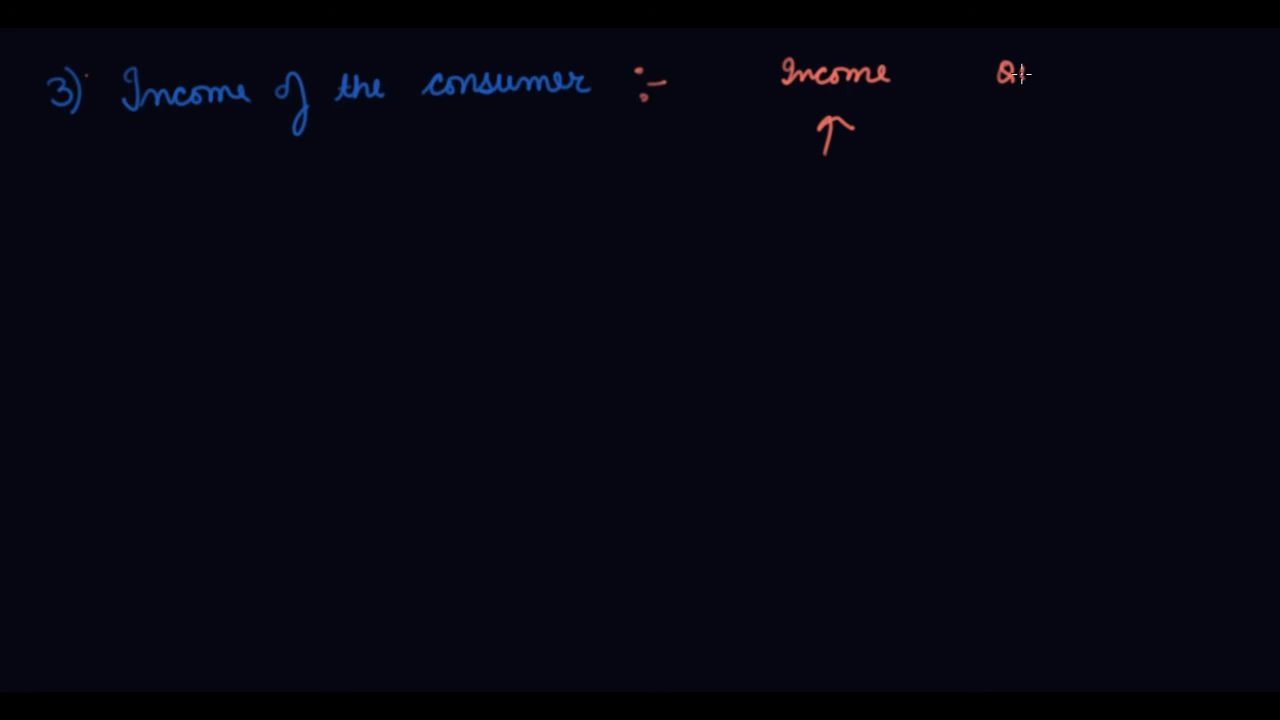 3) Income of the consumer :- Income
↑